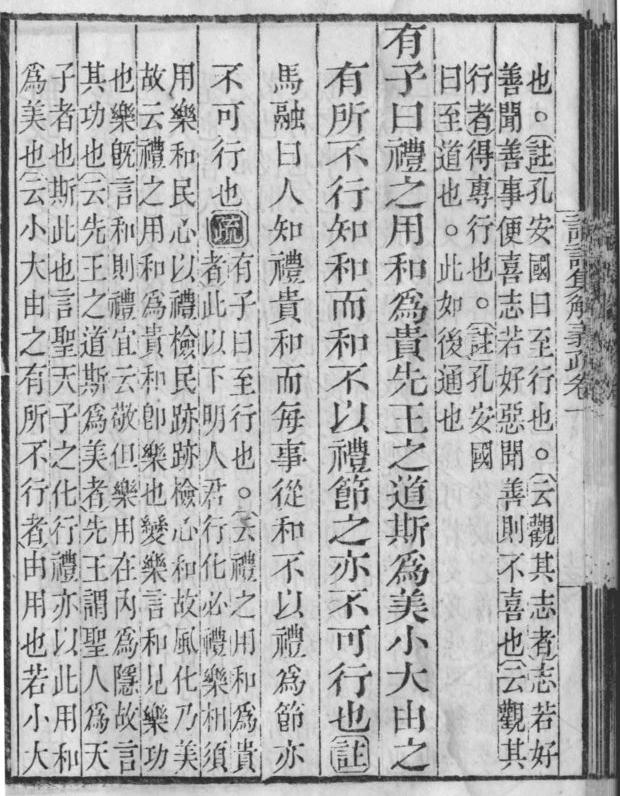 論語集解義疏卷一
也。註孔安國曰至行也。云觀其志者志若好
善聞善事便喜志若好惡聞善則不喜也云觀其
行者得專行也。註孔安國
曰至道也。此如後通也
有子曰禮之用和爲貴先王之道斯爲美小大由之
有所不行知和而和不以禮節之亦不可行也註
馬融曰人知禮貴和而每事從和不以禮爲節亦
不可行也疏
有子曰至行也。云禮之用和爲貴
者此以下明人君行化必禮樂相須
用樂和民心以禮檢民跡跡檢心和故風化乃美
故云禮之用和爲貴和卽樂也變樂言和見樂功
也樂旣言和則禮宜云敬但樂用在內爲隱故言
其功也云先王之道斯爲美者先王謂聖人爲天
子者也斯此也言聖天子之化行禮亦以此用和
爲美也云小大由之有所不行者由用也若小大